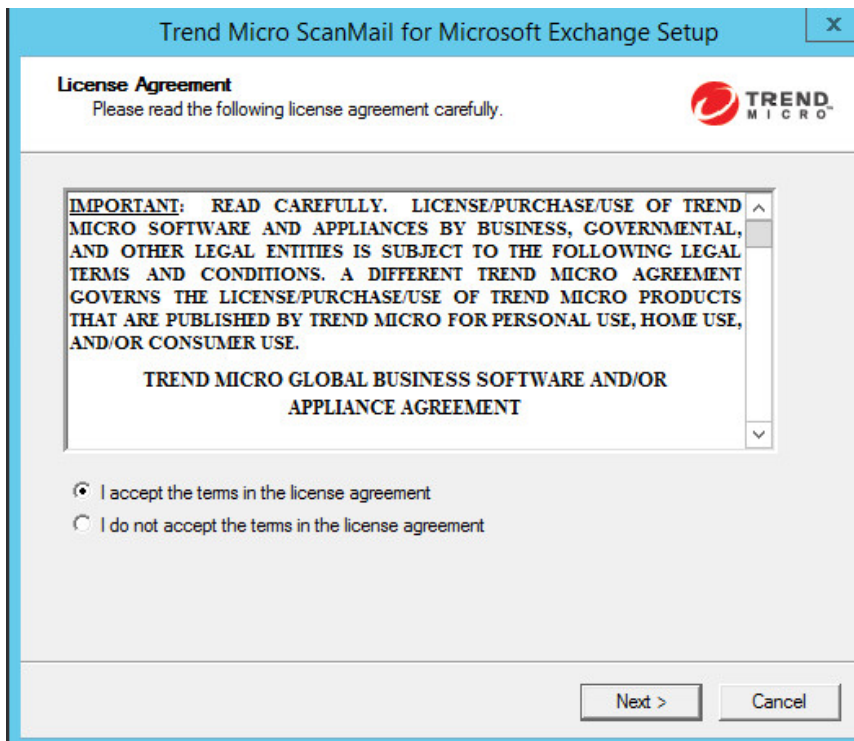 Trend Micro ScanMail for Microsoft Exchange Setup
x
License Agreement
Please read the following license agreement carefully.
TREND
MICRO™
IMPORTANT: READ CAREFULLY. LICENSE/PURCHASE/USE OF TREND
MICRO SOFTWARE AND APPLIANCES BY BUSINESS, GOVERNMENTAL,
AND OTHER LEGAL ENTITIES IS SUBJECT TO THE FOLLOWING LEGAL
TERMS AND CONDITIONS. A DIFFERENT TREND MICRO AGREEMENT
GOVERNS THE LICENSE/PURCHASE/USE OF TREND MICRO PRODUCTS
THAT ARE PUBLISHED BY TREND MICRO FOR PERSONAL USE, HOME USE,
AND/OR CONSUMER USE.
TREND MICRO GLOBAL BUSINESS SOFTWARE AND/OR
APPLIANCE AGREEMENT
I accept the terms in the license agreement
I do not accept the terms in the license agreement
Next >
Cancel